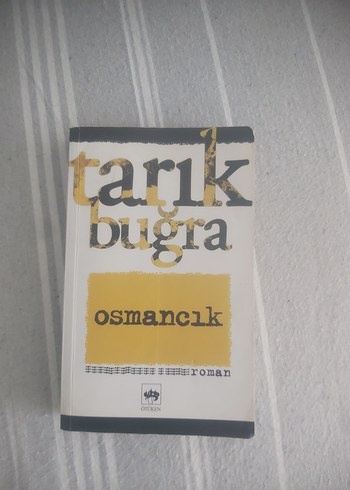 tarık
buğra
osmancık
roman
ÖTÜKEN